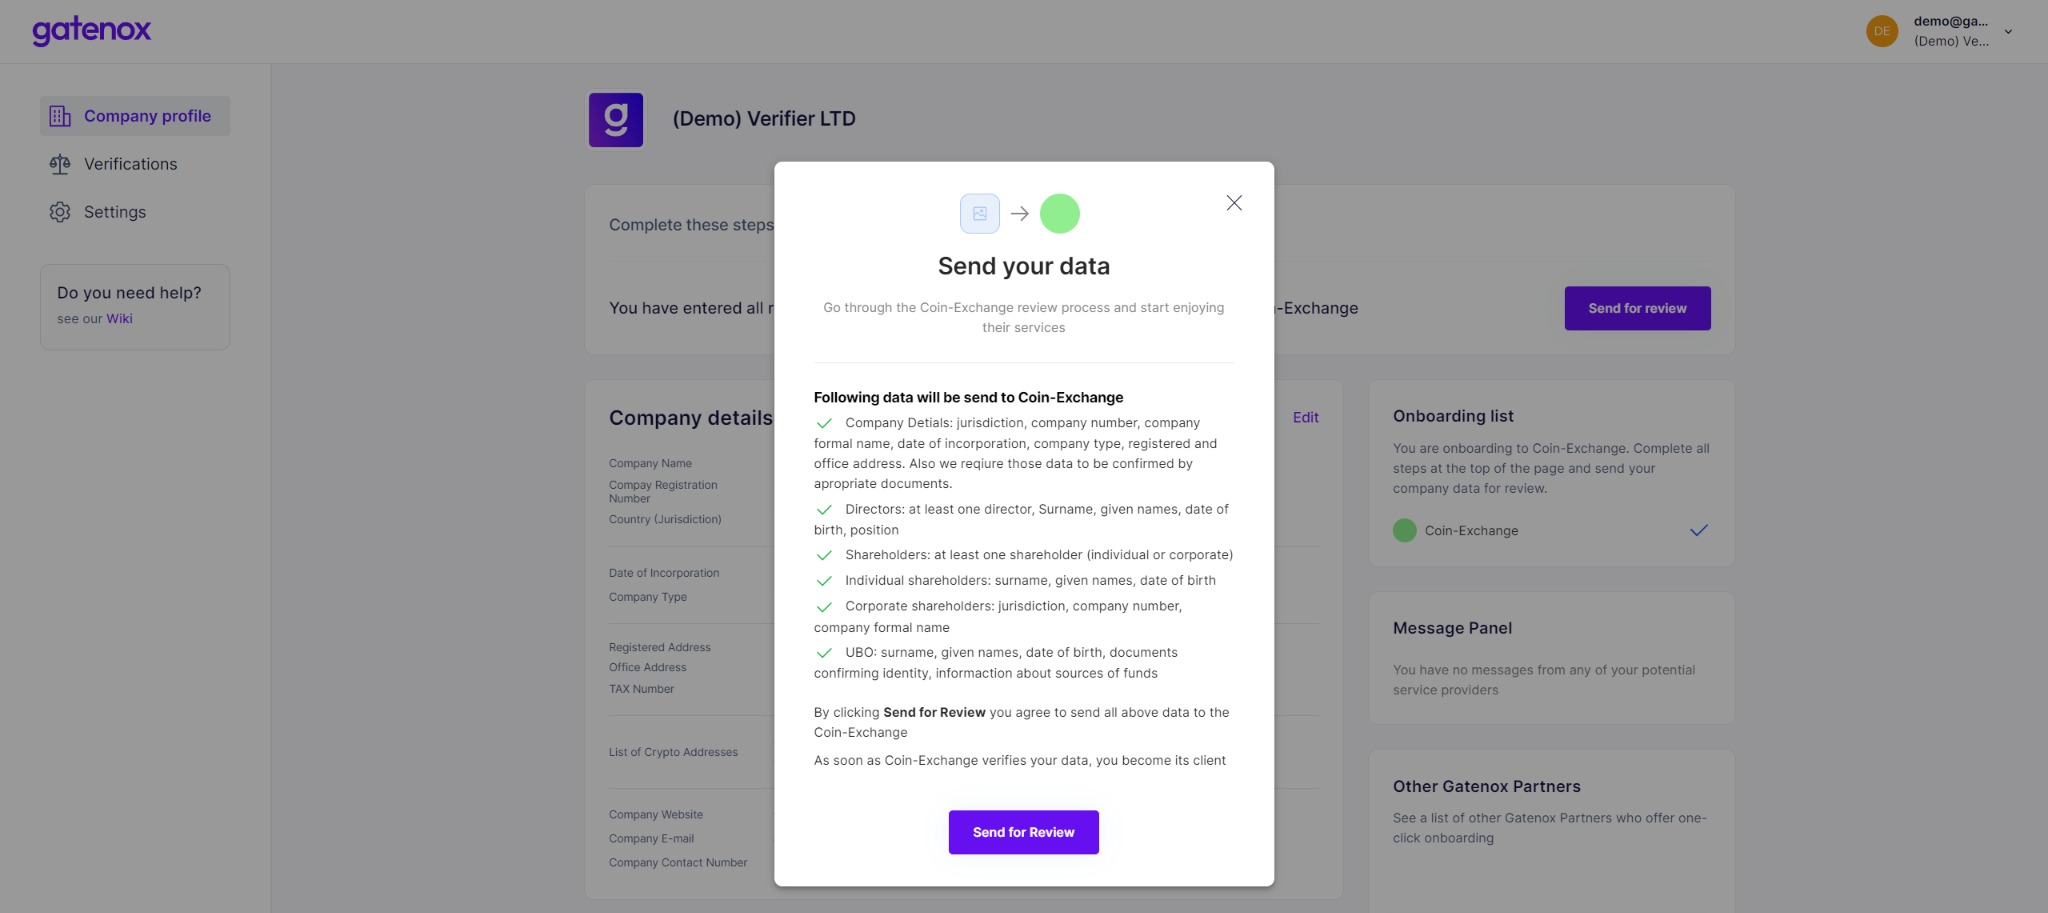 gatenox
DE
demo@ga...
(Demo) Ve...
Company profile
Verifications
Settings
Do you need help?
see our Wiki
g
(Demo) Verifier LTD
Complete these steps
You have entered all
-Exchange
Send for review
Send your data
Go through the Coin-Exchange review process and start enjoying
their services
Following data will be send to Coin-Exchange
Company Detials: jurisdiction, company number, company
formal name, date of incorporation, company type, registered and
office address. Also we reqiure those data to be confirmed by
apropriate documents.
Directors: at least one director, Surname, given names, date of
birth, position
Shareholders: at least one shareholder (individual or corporate)
Individual shareholders: surname, given names, date of birth
Corporate shareholders: jurisdiction, company number,
company formal name
UBO: surname, given names, date of birth, documents
confirming identity, informaction about sources of funds
By clicking Send for Review you agree to send all above data to the
Coin-Exchange
As soon as Coin-Exchange verifies your data, you become its client
Send for Review
Company details
Edit
Company Name
Compay Registration
Number
Country (Jurisdiction)
Date of Incorporation
Company Type
Registered Address
Office Address
TAX Number
List of Crypto Addresses
Company Website
Company E-mail
Company Contact Number
Onboarding list
You are onboarding to Coin-Exchange. Complete all
steps at the top of the page and send your
company data for review.
Coin-Exchange
Message Panel
You have no messages from any of your potential
service providers
Other Gatenox Partners
See a list of other Gatenox Partners who offer one-
click onboarding